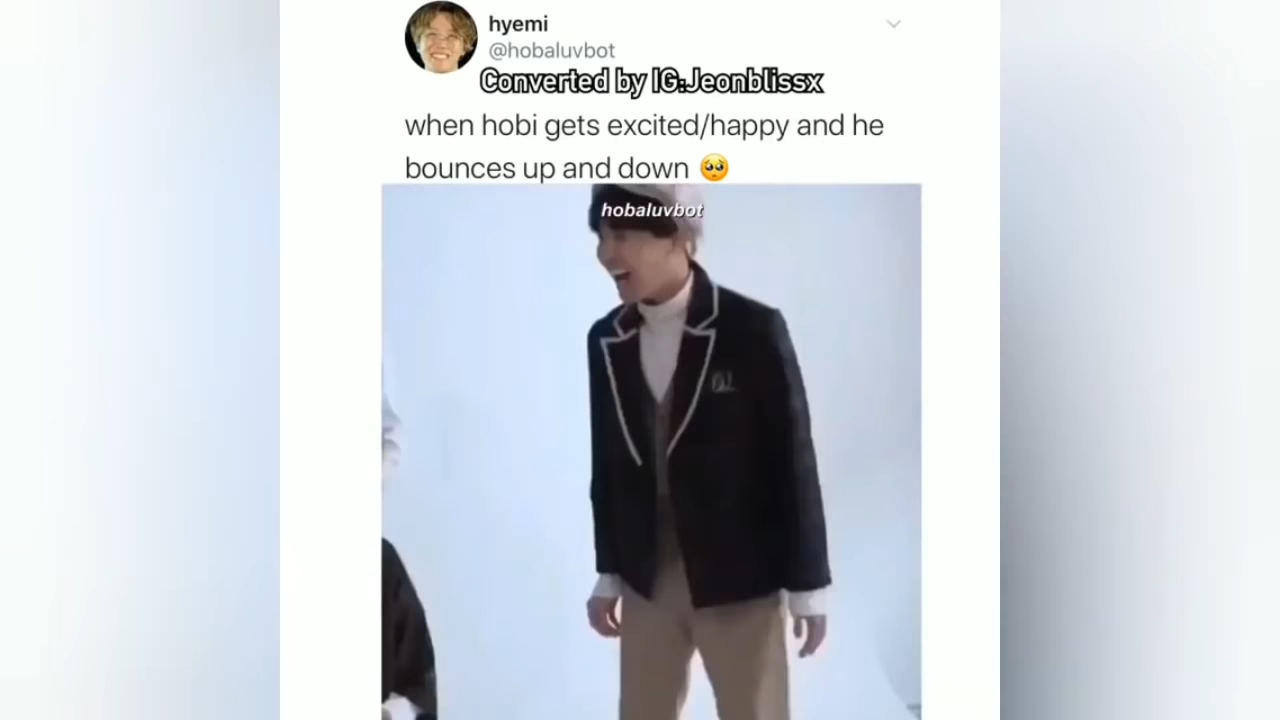 hyemi
@hobaluvbot
Converted by IG:Jeonblissx
when hobi gets excited/happy and he
bounces up and down 🥺
hobaluvbot